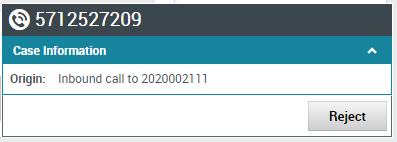 5712527209
Case Information
Origin: Inbound call to 2020002111
Reject